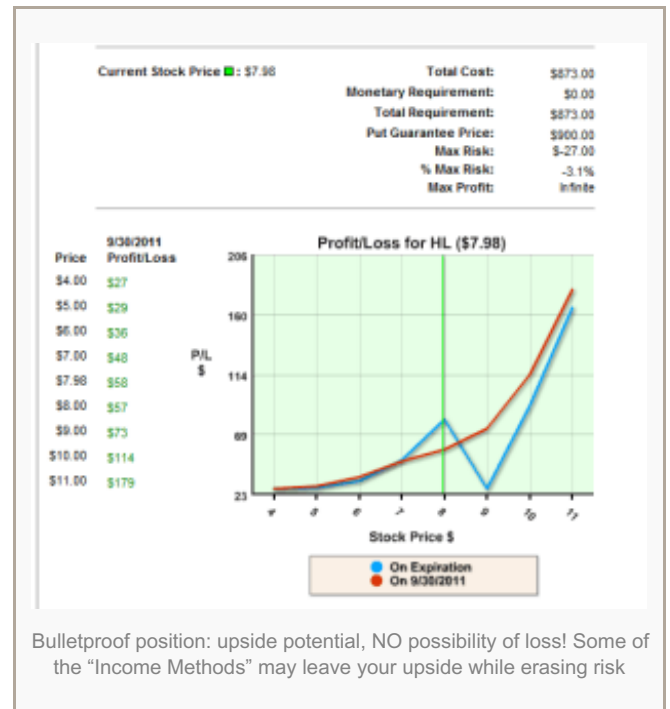 Current Stock Price : $7.98
Total Cost: $873.00
Monetary Requirement: $0.00
Total Requirement: $873.00
Put Guarantee Price: $900.00
Max Risk: $-27.00
% Max Risk: -3.1%
Max Profit: Infinite
9/30/2011
Price Profit/Loss
$4.00 $27
$5.00 $29
$6.00 $36
$7.00 $48
$7.98 $58
$8.00 $57
$9.00 $73
$10.00 $114
$11.00 $179
Profit/Loss for HL ($7.98)
P/L
$
206
160
114
69
23
4 5 6 7 8 9 10 11
Stock Price $
On Expiration
On 9/30/2011
Bulletproof position: upside potential, NO possibility of loss! Some of
the “Income Methods” may leave your upside while erasing risk